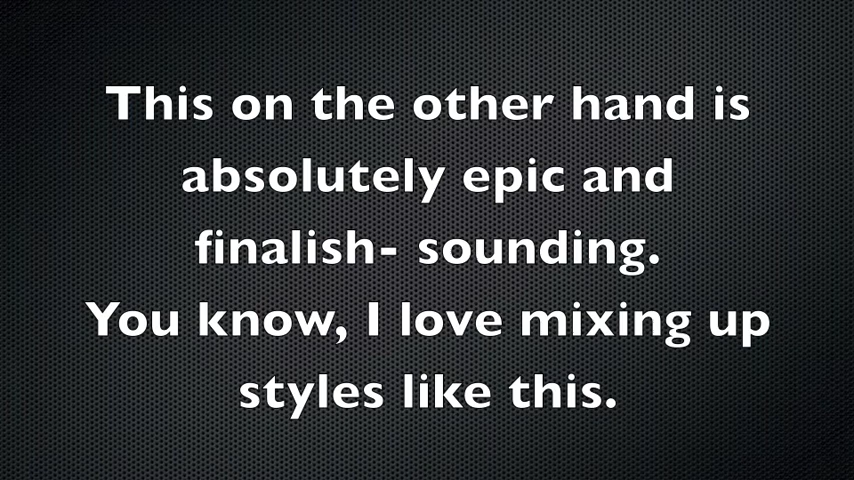 This on the other hand is
absolutely epic and
finalish- sounding.
You know, I love mixing up
styles like this.